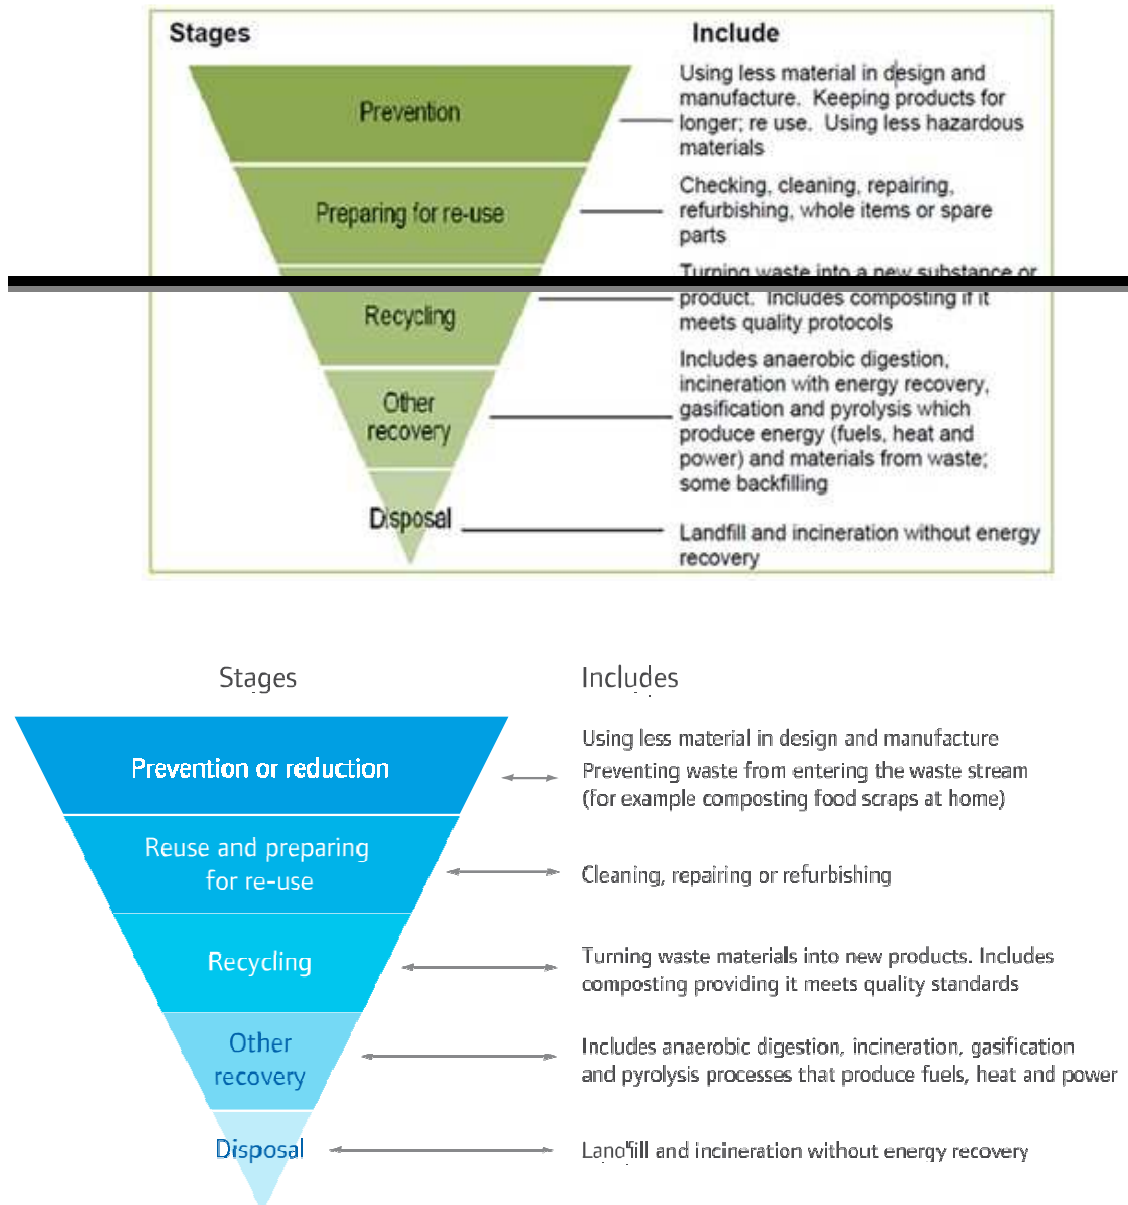 Stages Include
Prevention
Using less material in design and
manufacture. Keeping products for
longer; re use. Using less hazardous
materials
Preparing for re-use
Checking, cleaning, repairing,
refurbishing, whole items or spare
parts
Recycling
Turning waste into a new substance or
product. Includes composting if it
meets quality protocols
Other
recovery
Includes anaerobic digestion,
incineration with energy recovery,
gasification and pyrolysis which
produce energy (fuels, heat and
power) and materials from waste;
some backfilling
Disposal
Landfill and incineration without energy
recovery
Stages Includes
Prevention or reduction
Using less material in design and manufacture
Preventing waste from entering the waste stream
(for example composting food scraps at home)
Reuse and preparing
for re-use
Cleaning, repairing or refurbishing
Recycling
Turning waste materials into new products. Includes
composting providing it meets quality standards
Other
recovery
Includes anaerobic digestion, incineration, gasification
and pyrolysis processes that produce fuels, heat and power
Disposal
Landfill and incineration without energy recovery